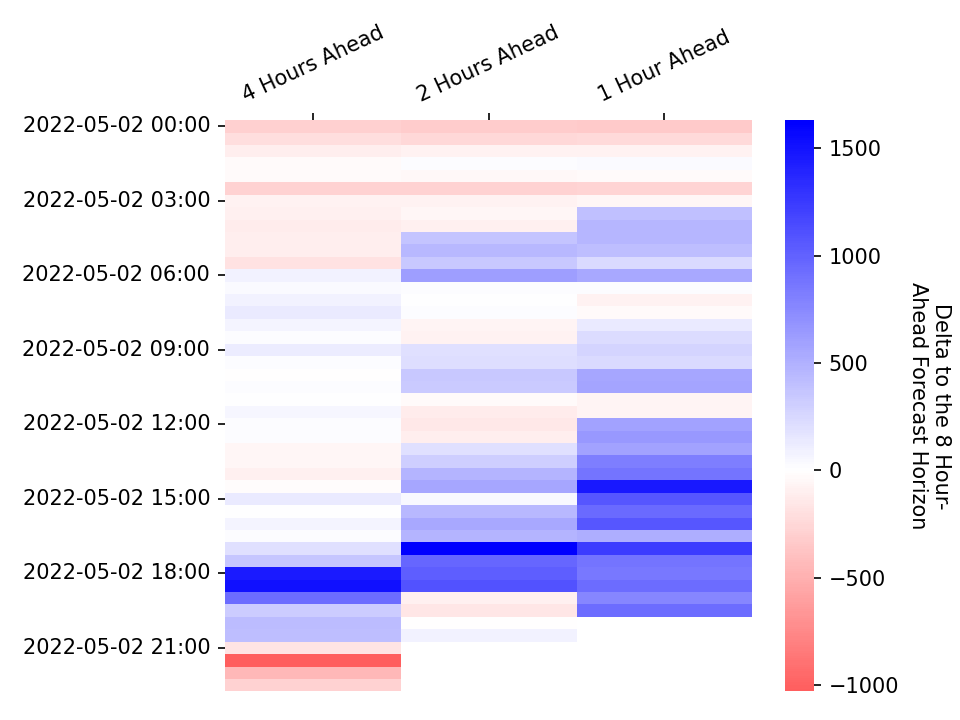 4 Hours Ahead
2 Hours Ahead
1 Hour Ahead
2022-05-02 00:00
2022-05-02 03:00
2022-05-02 06:00
2022-05-02 09:00
2022-05-02 12:00
2022-05-02 15:00
2022-05-02 18:00
2022-05-02 21:00
1500
1000
500
0
−500
−1000
Delta to the 8 Hour-
Ahead Forecast Horizon